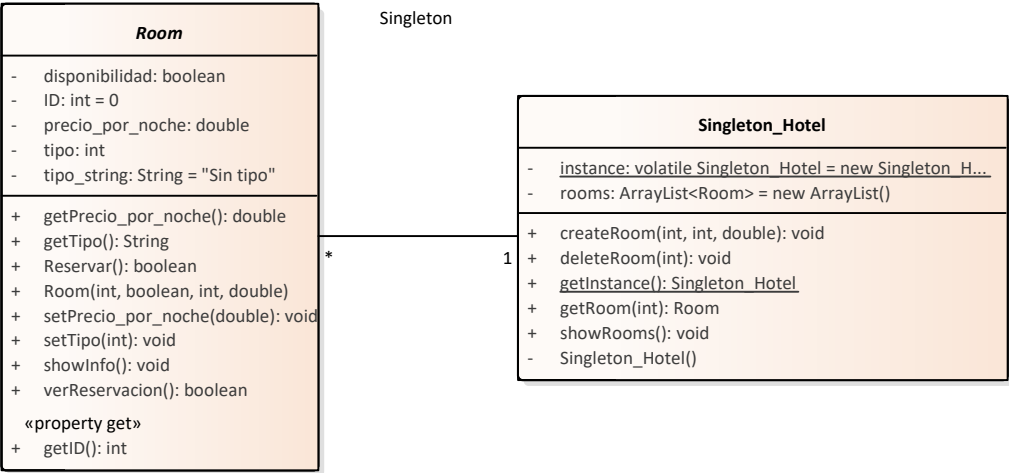 Singleton
Room
- disponibilidad: boolean
- ID: int = 0
- precio_por_noche: double
- tipo: int
- tipo_string: String = "Sin tipo"
+ getPrecio_por_noche(): double
+ getTipo(): String
+ Reservar(): boolean
+ Room(int, boolean, int, double)
+ setPrecio_por_noche(double): void
+ setTipo(int): void
+ showInfo(): void
+ verReservacion(): boolean
«property get»
+ getID(): int
* 1
Singleton_Hotel
- instance: volatile Singleton_Hotel = new Singleton_H...
- rooms: ArrayList<Room> = new ArrayList()
+ createRoom(int, int, double): void
+ deleteRoom(int): void
+ getInstance(): Singleton_Hotel
+ getRoom(int): Room
+ showRooms(): void
- Singleton_Hotel()